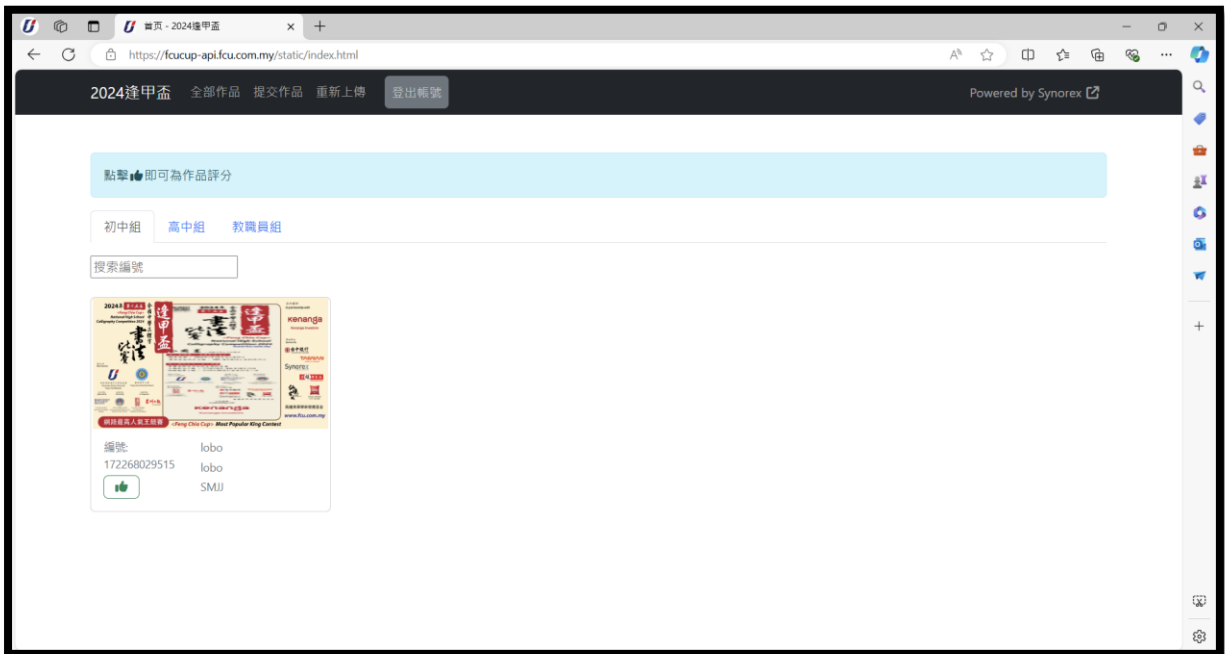 首页 - 2024逢甲盃
https://fcucup-api.fcu.com.my/static/index.html
2024逢甲盃 全部作品 提交作品 重新上傳 登出帳號 Powered by Synorex
點擊👍即可為作品評分
初中組 高中組 教職員組
搜索編號
逢甲盃
書法比賽
Kenanga
Synorex
www.fcu.com.my
網路最高人氣王競賽 <Feng Chia Cup> Most Popular King Contest
編號: lobo
172268029515 lobo
SMJJ